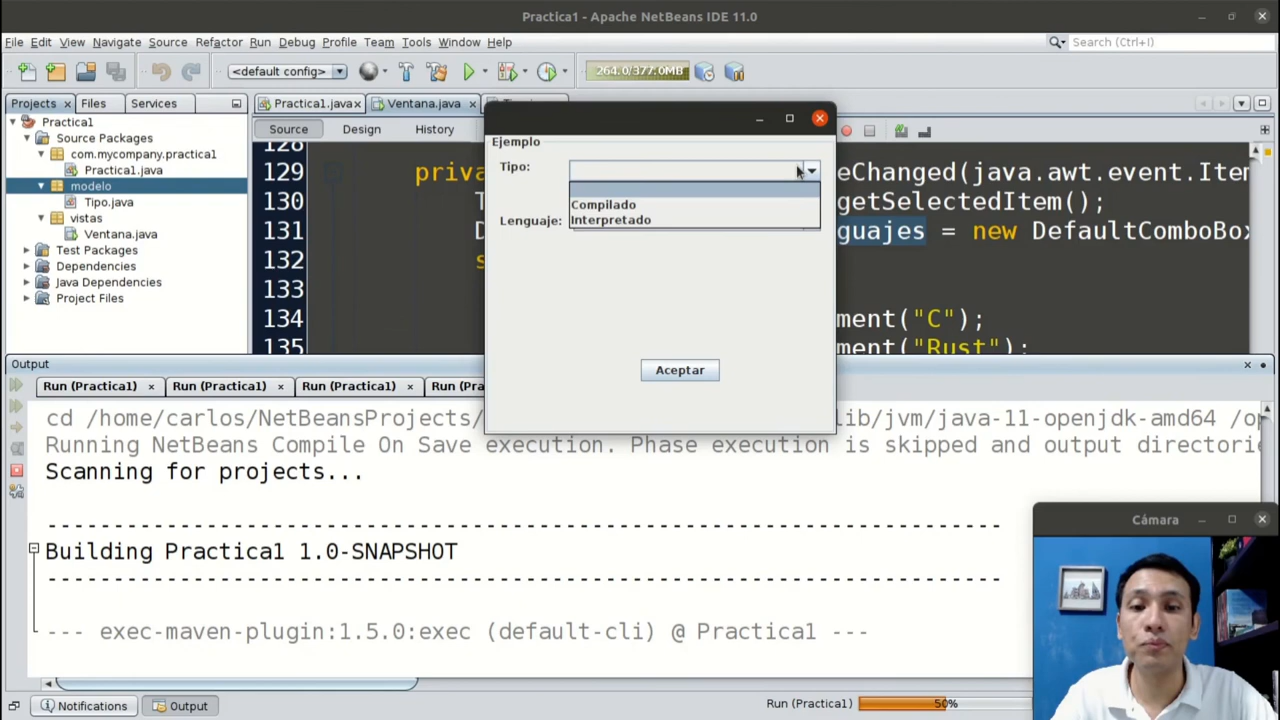 Practica1 - Apache NetBeans IDE 11.0
File Edit View Navigate Source Refactor Run Debug Profile Team Tools Window Help
Search (Ctrl+I)
<default config>
264.0/377.0MB
Projects Files Services
Practica1.java Ventana.java
Source Design History
Practica1
Source Packages
com.mycompany.practica1
Practica1.java
modelo
Tipo.java
vistas
Ventana.java
Test Packages
Dependencies
Java Dependencies
Project Files
128
129 priva eChanged(java.awt.event.Item
130 T getSelectedItem();
131 D guajes = new DefaultComboBox
132 s
133
134 ment("C");
135 ment("Rust");
Ejemplo
Tipo:
Compilado
Interpretado
Lenguaje:
Aceptar
Output
Run (Practica1) Run (Practica1) Run (Practica1) Run (P
cd /home/carlos/NetBeansProjects/ lib/jvm/java-11-openjdk-amd64 /op
Running NetBeans Compile On Save execution. Phase execution is skipped and output directorie
Scanning for projects...
------------------------------------------------------
Building Practica1 1.0-SNAPSHOT
------------------------------------------------------
--- exec-maven-plugin:1.5.0:exec (default-cli) @ Practica1 ---
Cámara
Notifications Output
Run (Practica1) 50%